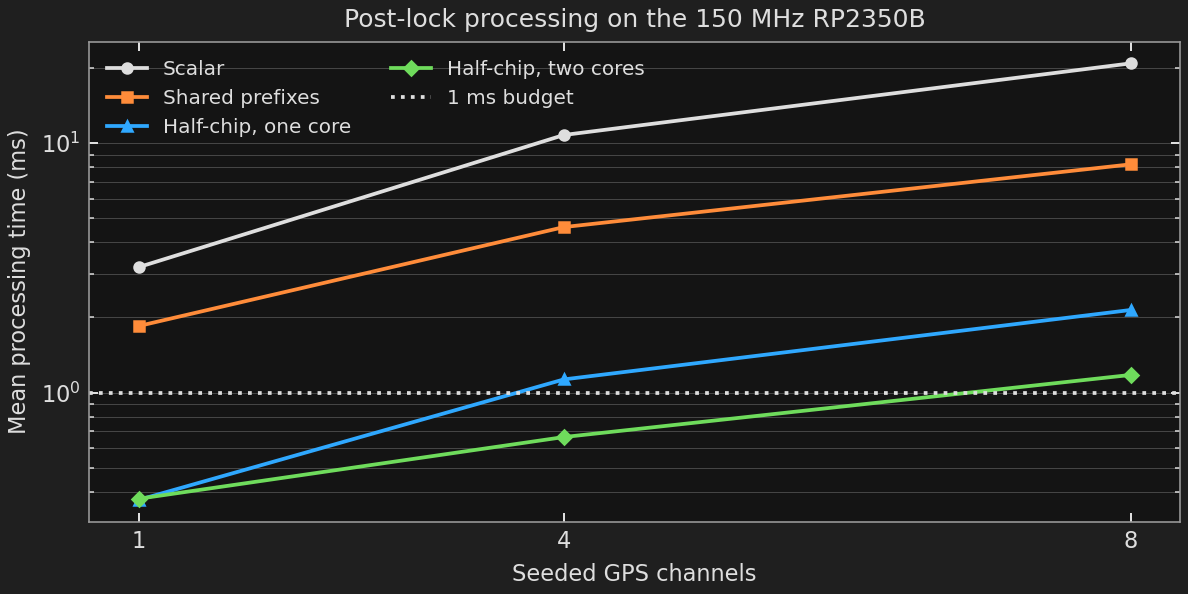 Post-lock processing on the 150 MHz RP2350B
Scalar
Shared prefixes
Half-chip, one core
Half-chip, two cores
1 ms budget
Mean processing time (ms)
10¹
10⁰
1 4 8
Seeded GPS channels